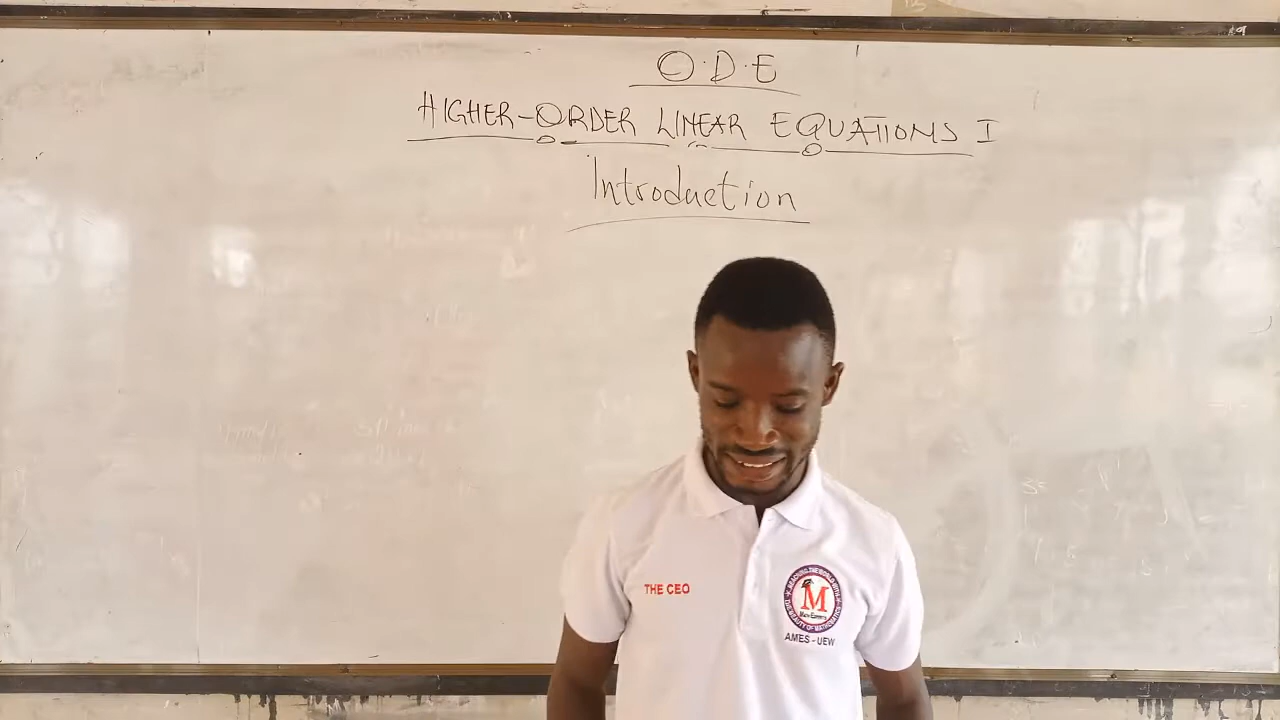 O.D.E
HIGHER-ORDER LINEAR EQUATIONS I
Introduction
THE CEO
M
AMES - UEW